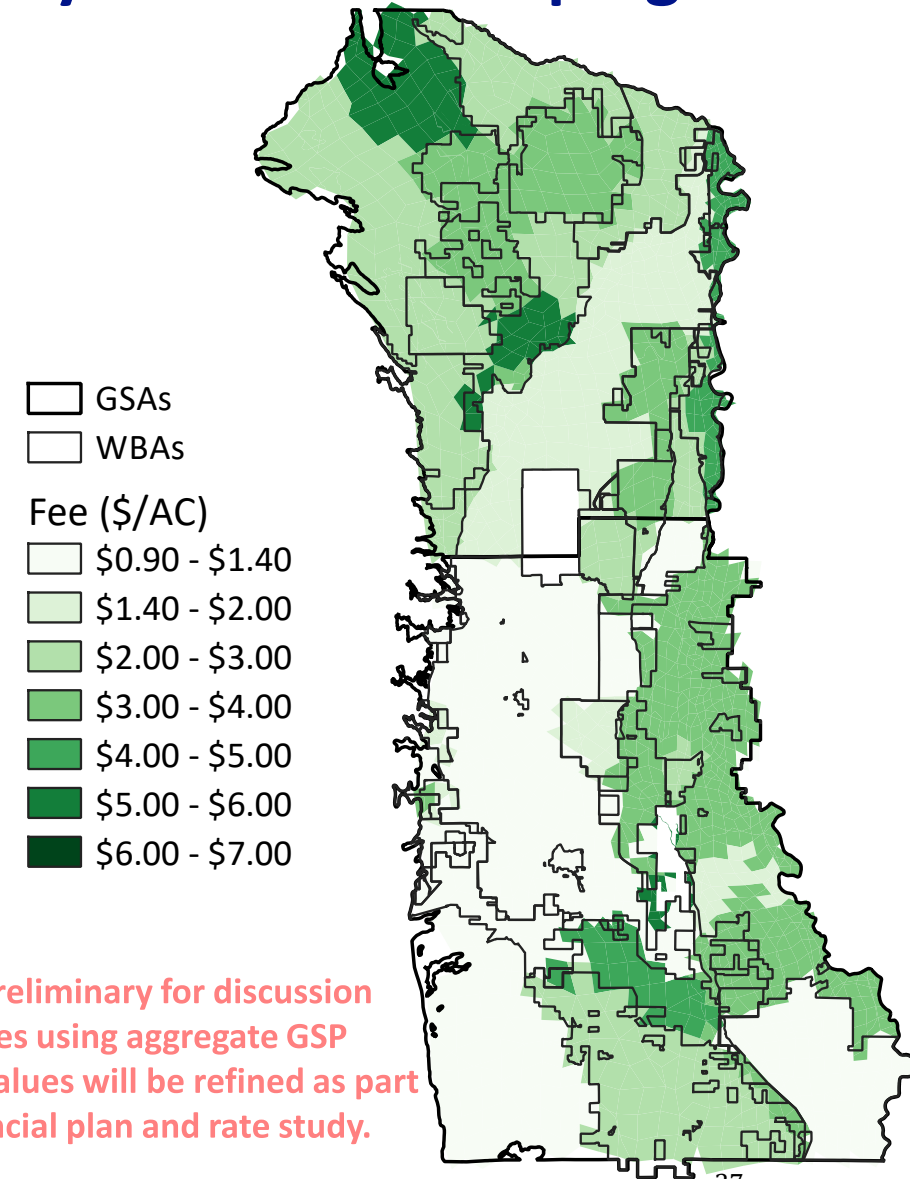 GSAs
WBAs
Fee ($/AC)
$0.90 - $1.40
$1.40 - $2.00
$2.00 - $3.00
$3.00 - $4.00
$4.00 - $5.00
$5.00 - $6.00
$6.00 - $7.00
reliminary for discussion
es using aggregate GSP
alues will be refined as part
cial plan and rate study.